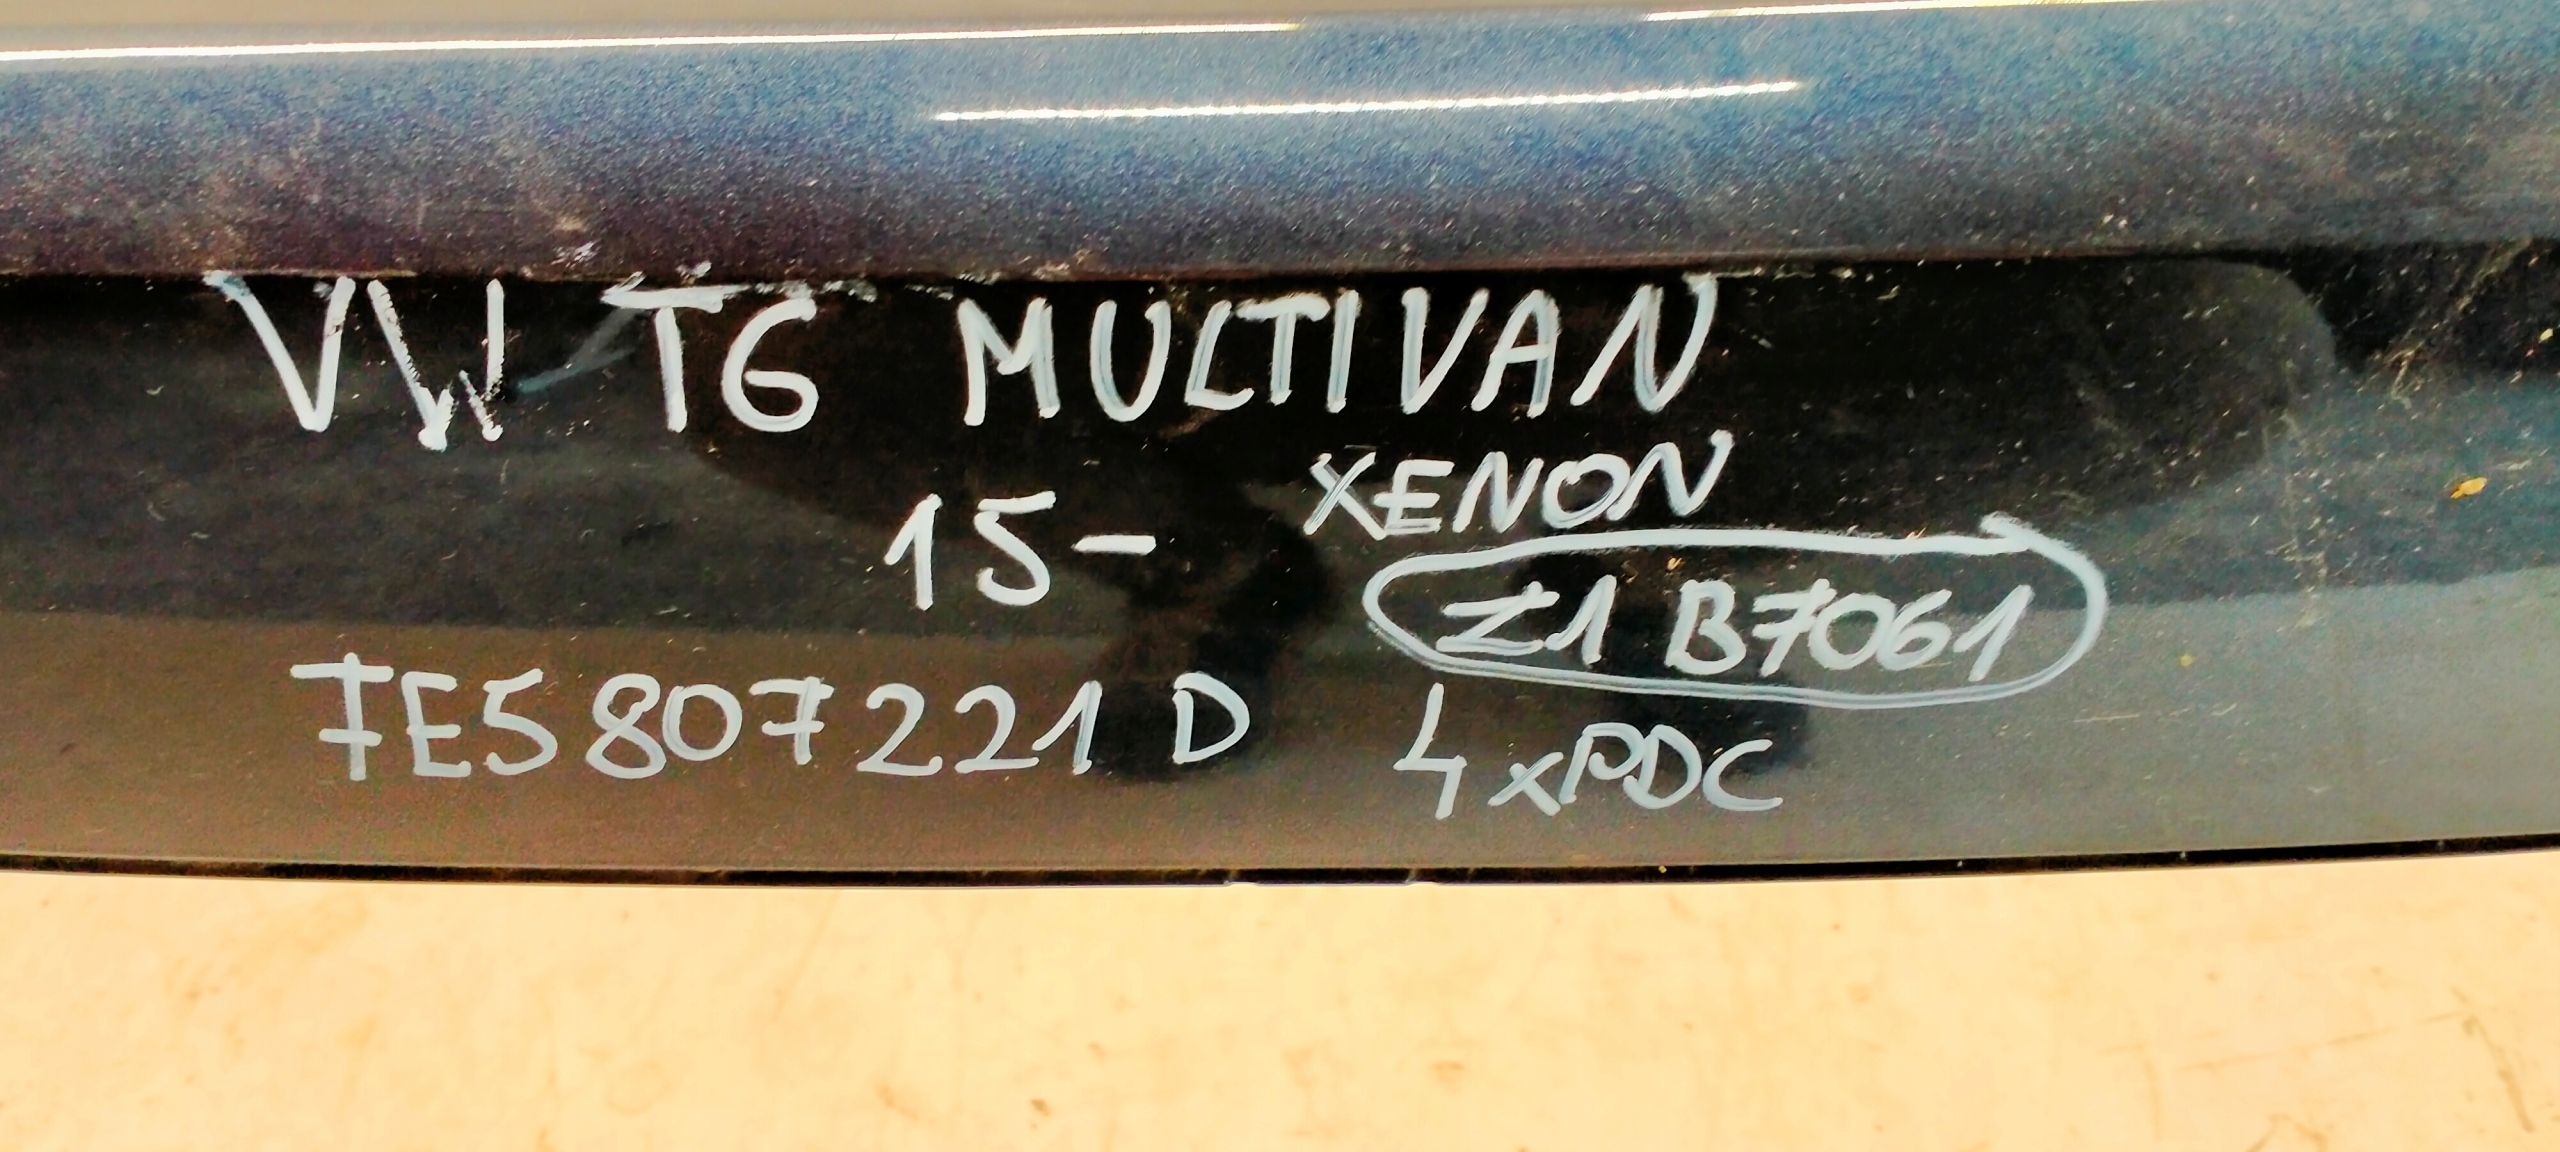 VW T6 MULTIVAN
15- XENON
Z1 B7061
7E5 807 221 D 4xPDC